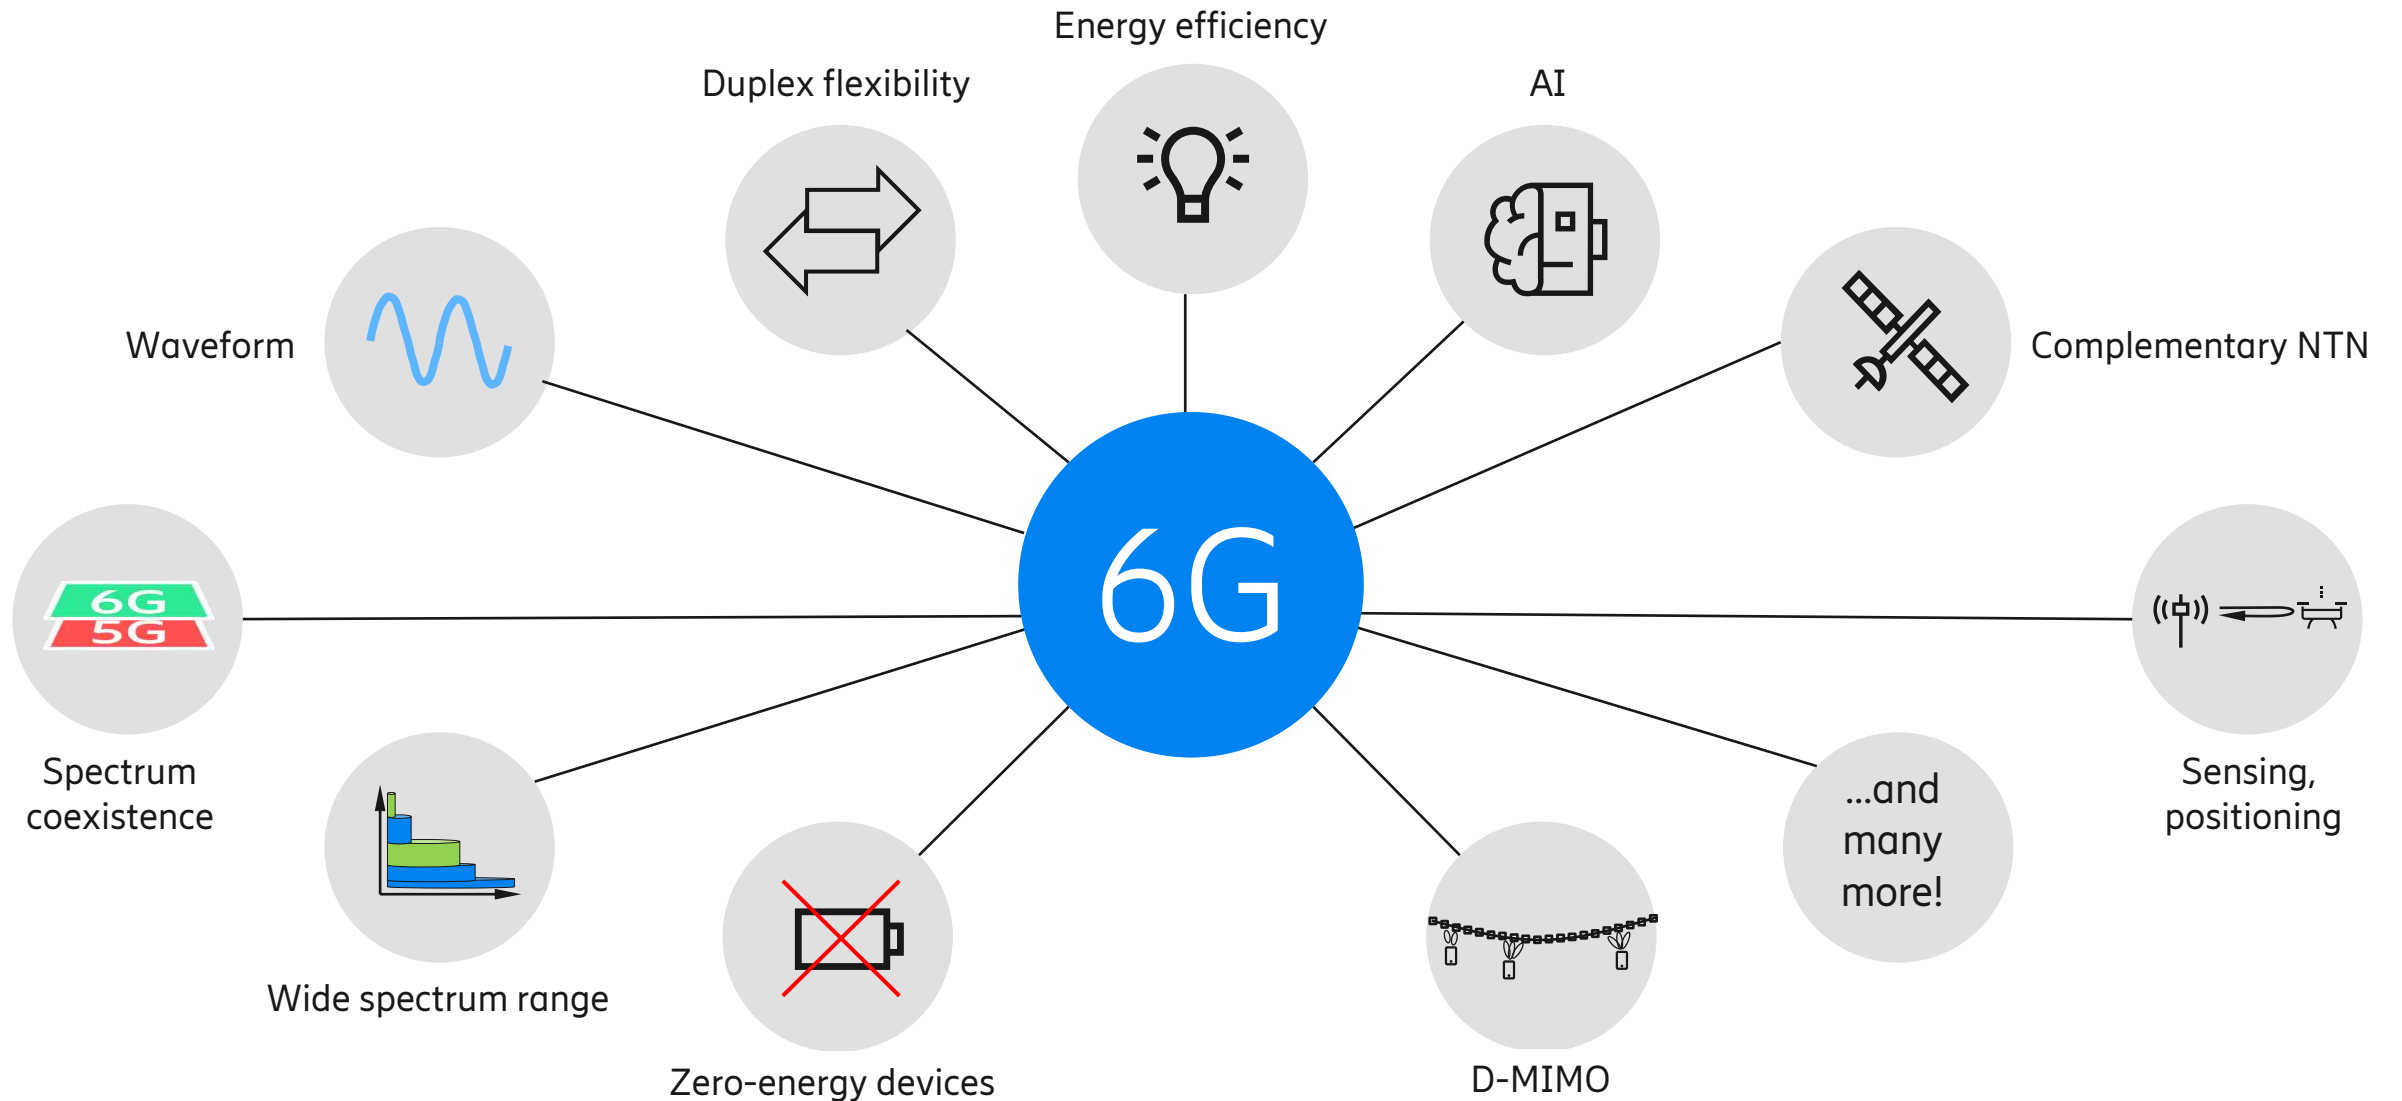 Energy efficiency
Duplex flexibility
AI
Waveform
Complementary NTN
6G
6G
5G
Spectrum
coexistence
Sensing,
positioning
...and
many
more!
Wide spectrum range
Zero-energy devices
D-MIMO